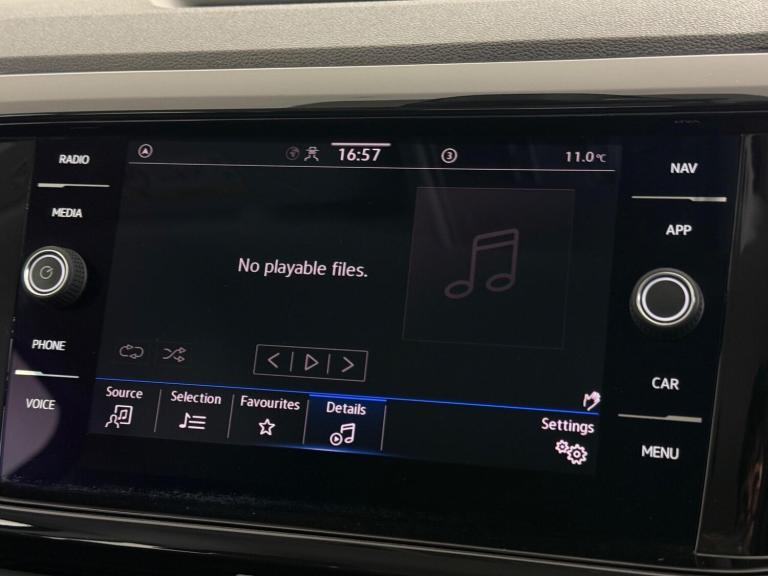 RADIO
MEDIA
PHONE
VOICE
16:57
3
11.0°C
No playable files.
Source
Selection
Favourites
Details
Settings
NAV
APP
CAR
MENU